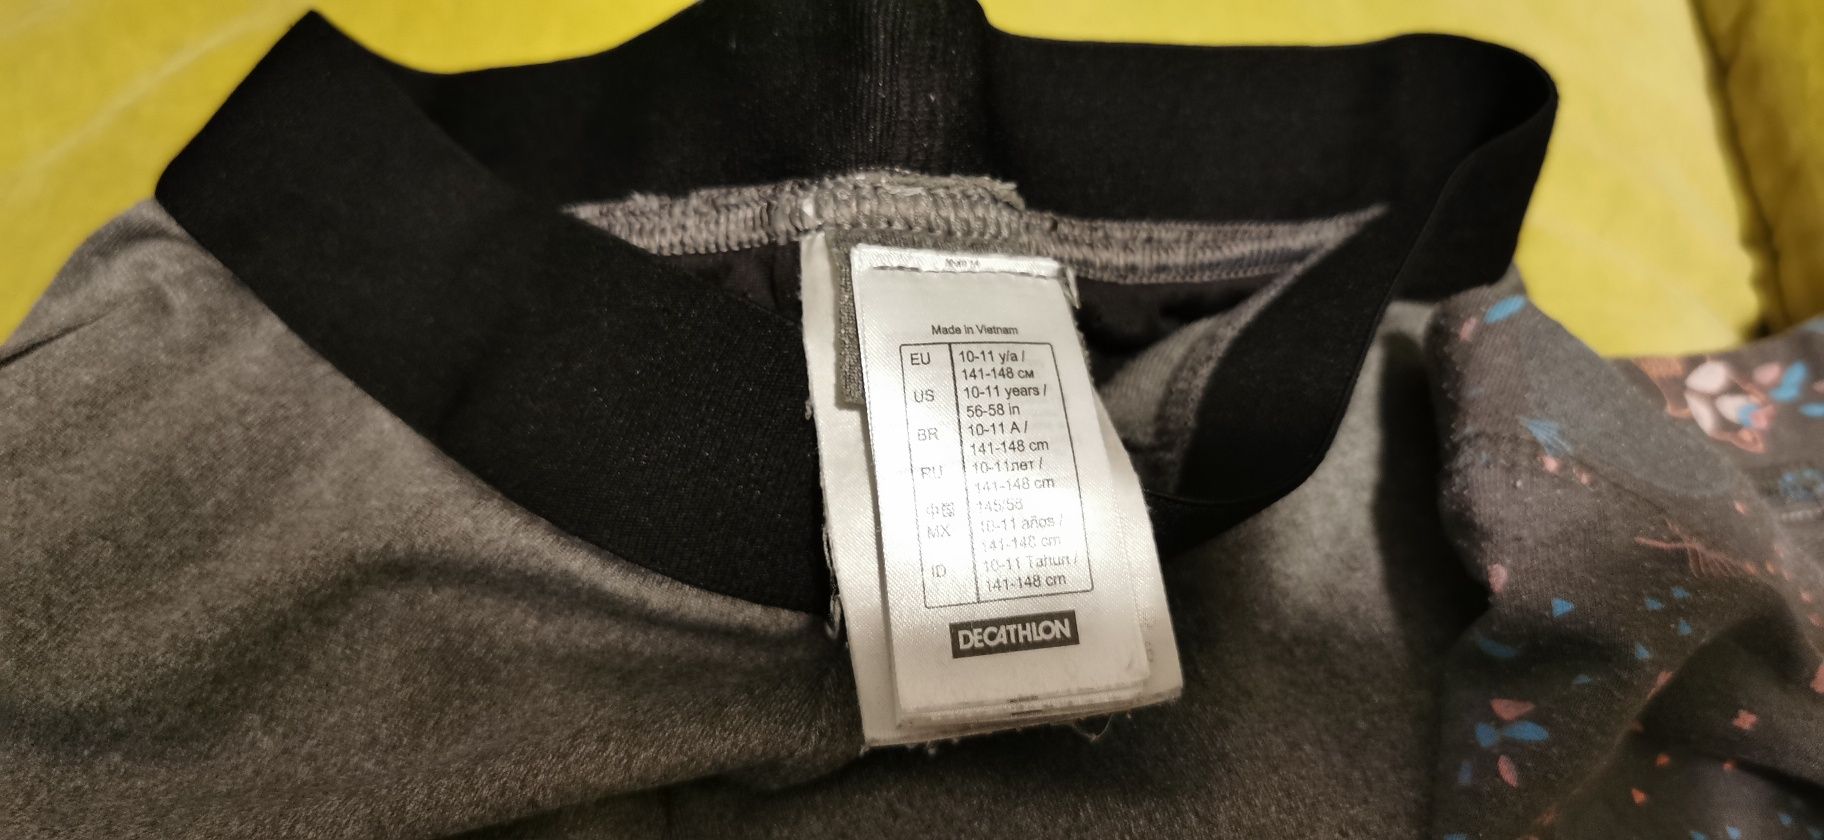 Made in Vietnam
EU 10-11 y/a /
141-148 см
US 10-11 years /
56-58 in
BR 10-11 A /
141-148 cm
RU 10-11лет /
141-148 cm
中国 145/58
MX 10-11 años /
141-148 cm
ID 10-11 Tahun /
141-148 cm
DECATHLON